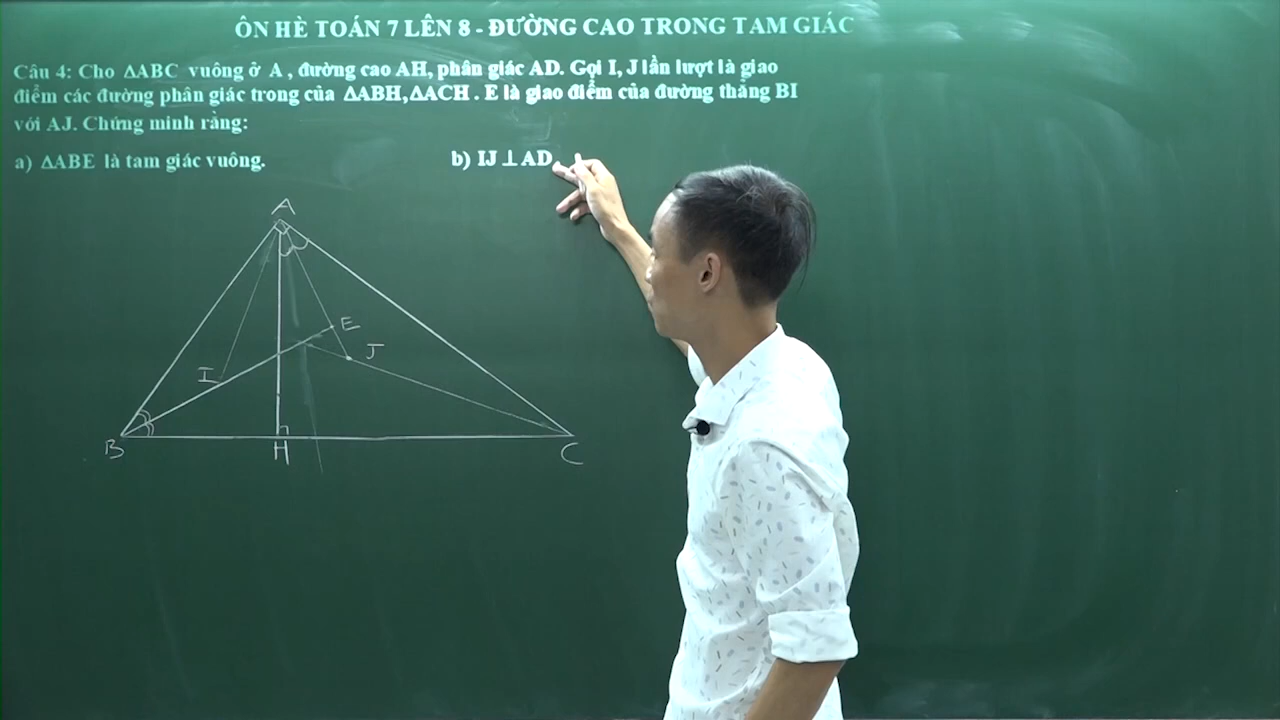 ÔN HÈ TOÁN 7 LÊN 8 - ĐƯỜNG CAO TRONG TAM GIÁC
Câu 4: Cho ΔABC vuông ở A , đường cao AH, phân giác AD. Gọi I, J lần lượt là giao
điểm các đường phân giác trong của ΔABH,ΔACH . E là giao điểm của đường thẳng BI
với AJ. Chứng minh rằng:
a) ΔABE là tam giác vuông.
b) IJ ⊥ AD
A
E
J
I
B
H
C